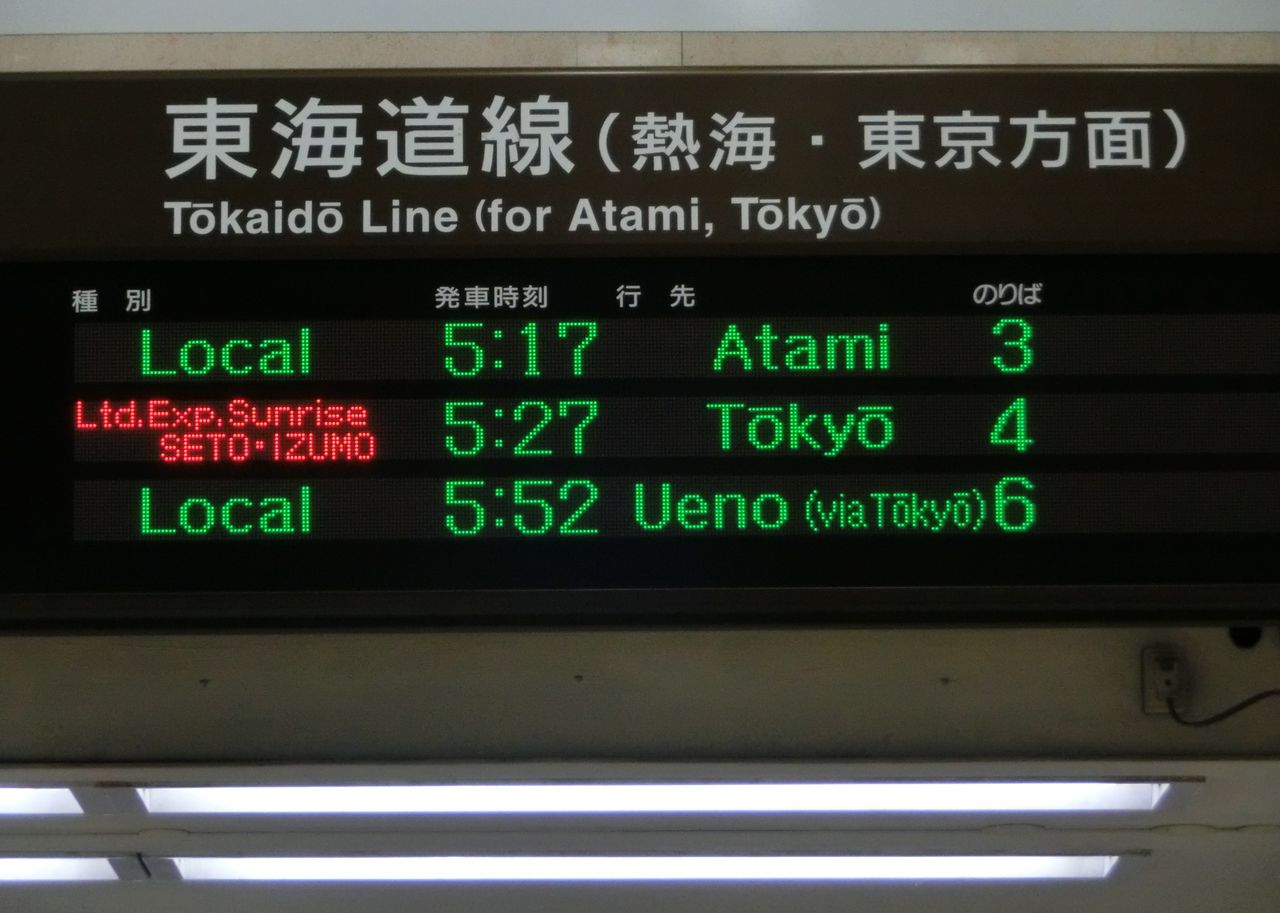 東海道線(熱海・東京方面)
Tōkaidō Line (for Atami, Tōkyō)
種別 発車時刻 行先 のりば
Local 5:17 Atami 3
Ltd.Exp.Sunrise
SETO・IZUMO 5:27 Tōkyō 4
Local 5:52 Ueno (via Tōkyō) 6